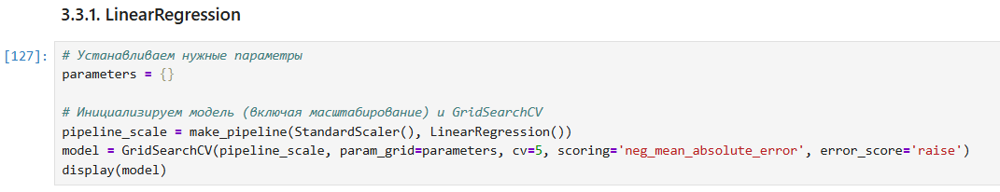 3.3.1. LinearRegression
[127]:
# Устанавливаем нужные параметры
parameters = {}
# Инициализируем модель (включая масштабирование) и GridSearchCV
pipeline_scale = make_pipeline(StandardScaler(), LinearRegression())
model = GridSearchCV(pipeline_scale, param_grid=parameters, cv=5, scoring='neg_mean_absolute_error', error_score='raise')
display(model)